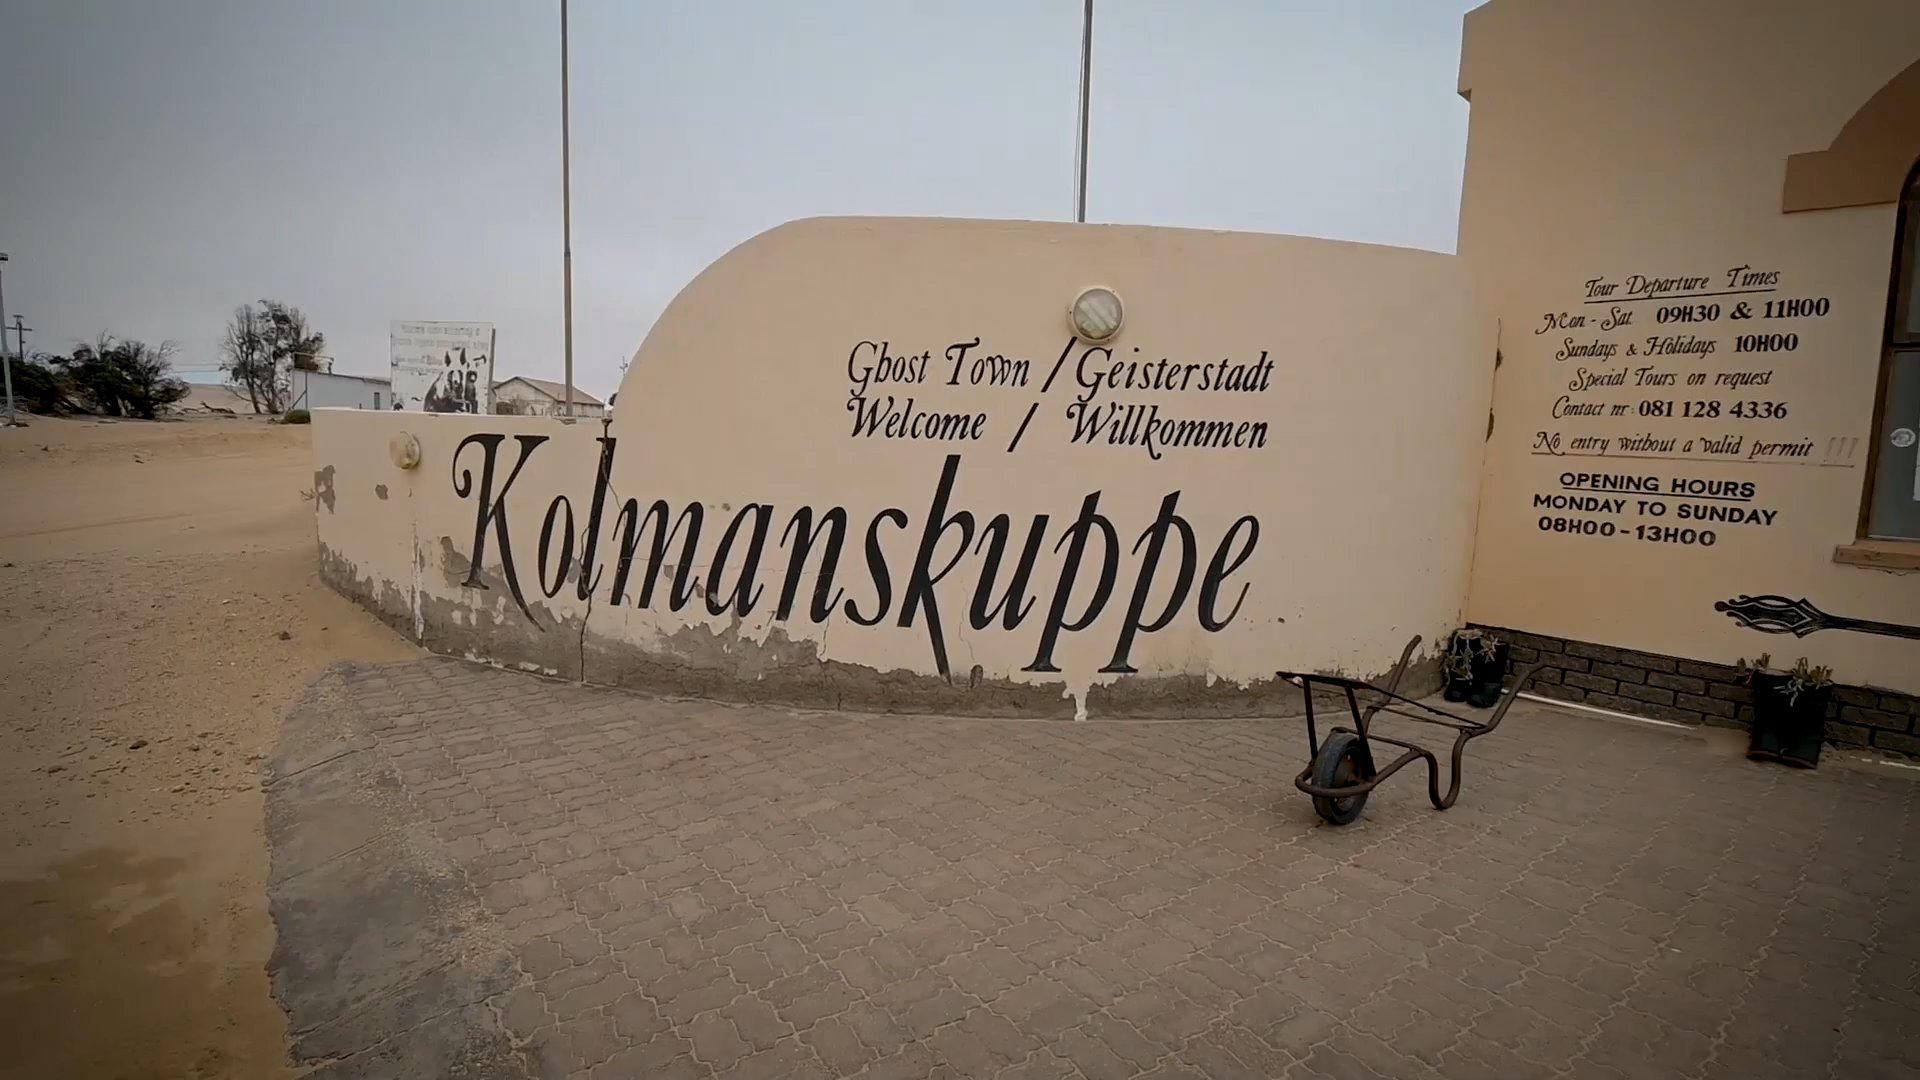 Ghost Town / Geisterstadt
Welcome / Willkommen
Kolmanskuppe
Tour Departure Times
Mon - Sat 09H30 & 11H00
Sundays & Holidays 10H00
Special Tours on request
Contact nr: 081 128 4336
No entry without a valid permit !!!
OPENING HOURS
MONDAY TO SUNDAY
08H00-13H00